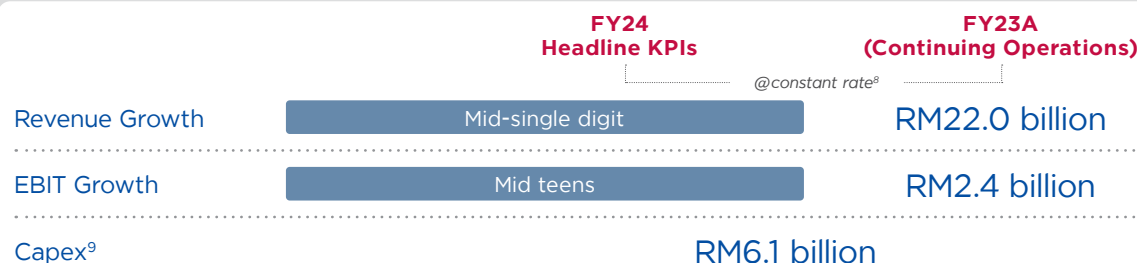 FY24
Headline KPIs
FY23A
(Continuing Operations)
@constant rate⁸
Revenue Growth
Mid-single digit
RM22.0 billion
EBIT Growth
Mid teens
RM2.4 billion
Capex⁹
RM6.1 billion